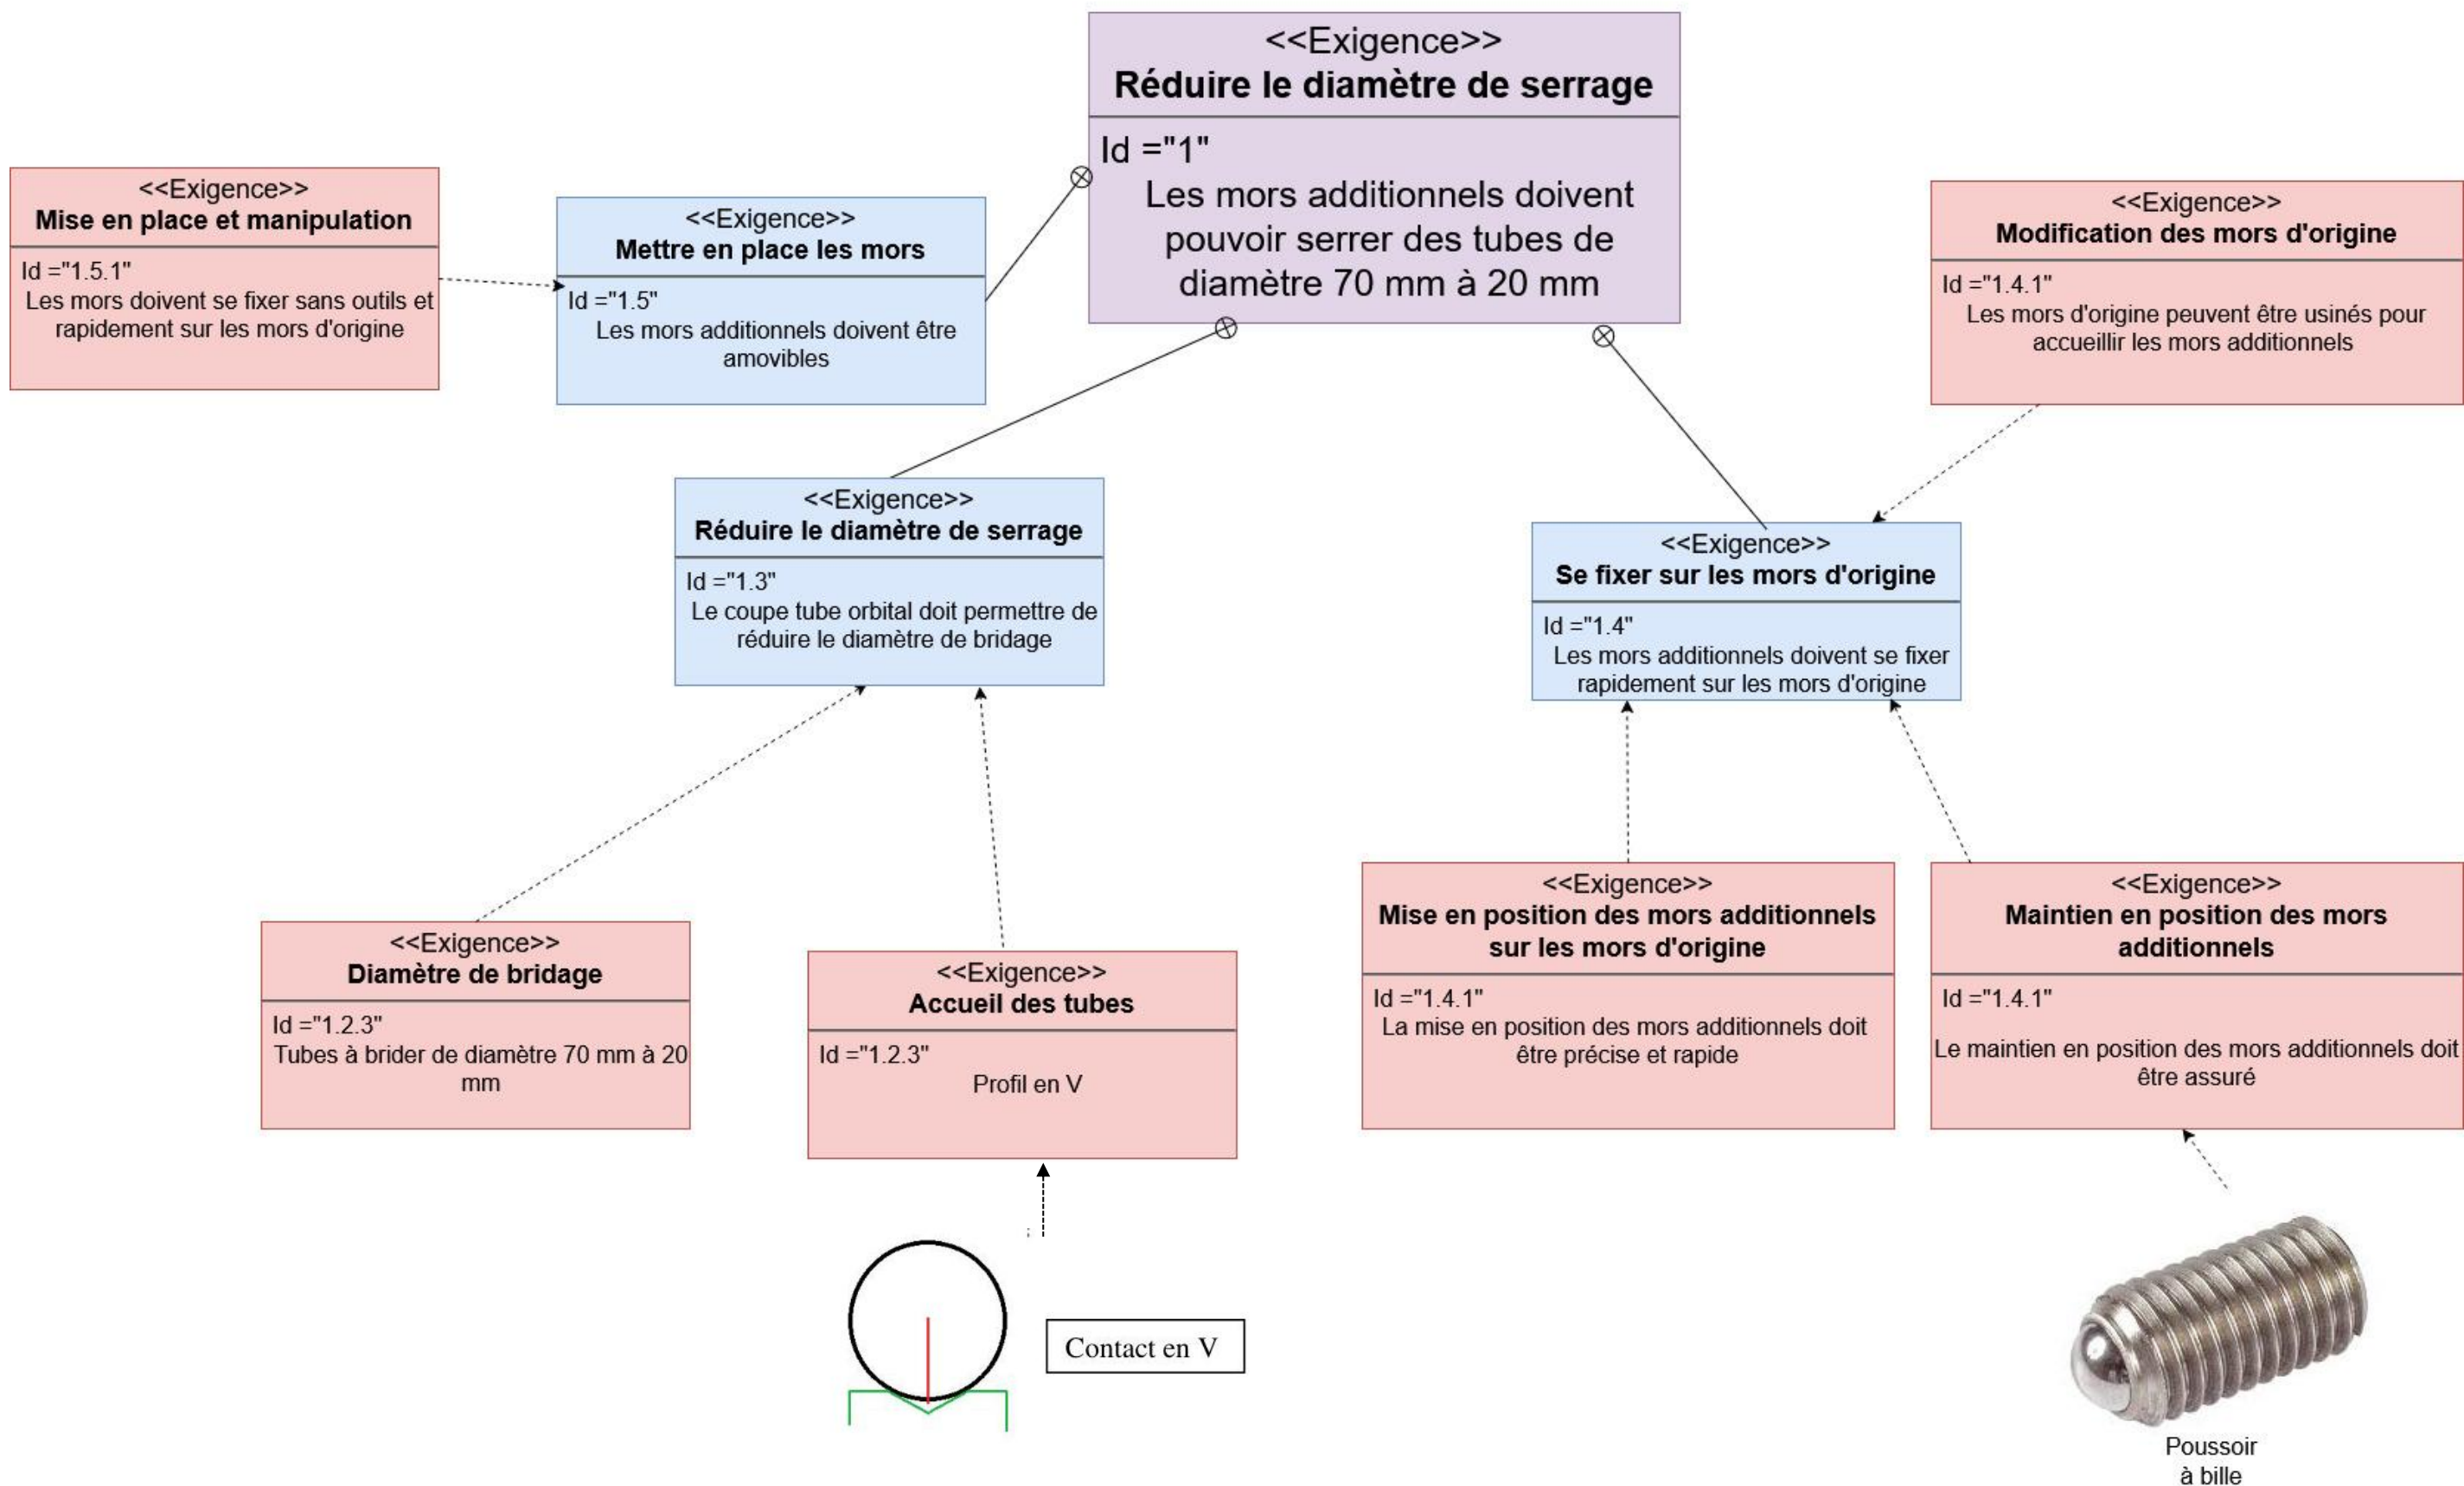 <<Exigence>>
Réduire le diamètre de serrage
Id ="1"
Les mors additionnels doivent
pouvoir serrer des tubes de
diamètre 70 mm à 20 mm
<<Exigence>>
Mise en place et manipulation
Id ="1.5.1"
Les mors doivent se fixer sans outils et
rapidement sur les mors d'origine
<<Exigence>>
Mettre en place les mors
Id ="1.5"
Les mors additionnels doivent être
amovibles
<<Exigence>>
Modification des mors d'origine
Id ="1.4.1"
Les mors d'origine peuvent être usinés pour
accueillir les mors additionnels
<<Exigence>>
Réduire le diamètre de serrage
Id ="1.3"
Le coupe tube orbital doit permettre de
réduire le diamètre de bridage
<<Exigence>>
Se fixer sur les mors d'origine
Id ="1.4"
Les mors additionnels doivent se fixer
rapidement sur les mors d'origine
<<Exigence>>
Diamètre de bridage
Id ="1.2.3"
Tubes à brider de diamètre 70 mm à 20
mm
<<Exigence>>
Accueil des tubes
Id ="1.2.3"
Profil en V
<<Exigence>>
Mise en position des mors additionnels
sur les mors d'origine
Id ="1.4.1"
La mise en position des mors additionnels doit
être précise et rapide
<<Exigence>>
Maintien en position des mors
additionnels
Id ="1.4.1"
Le maintien en position des mors additionnels doit
être assuré
Contact en V
Poussoir
à bille